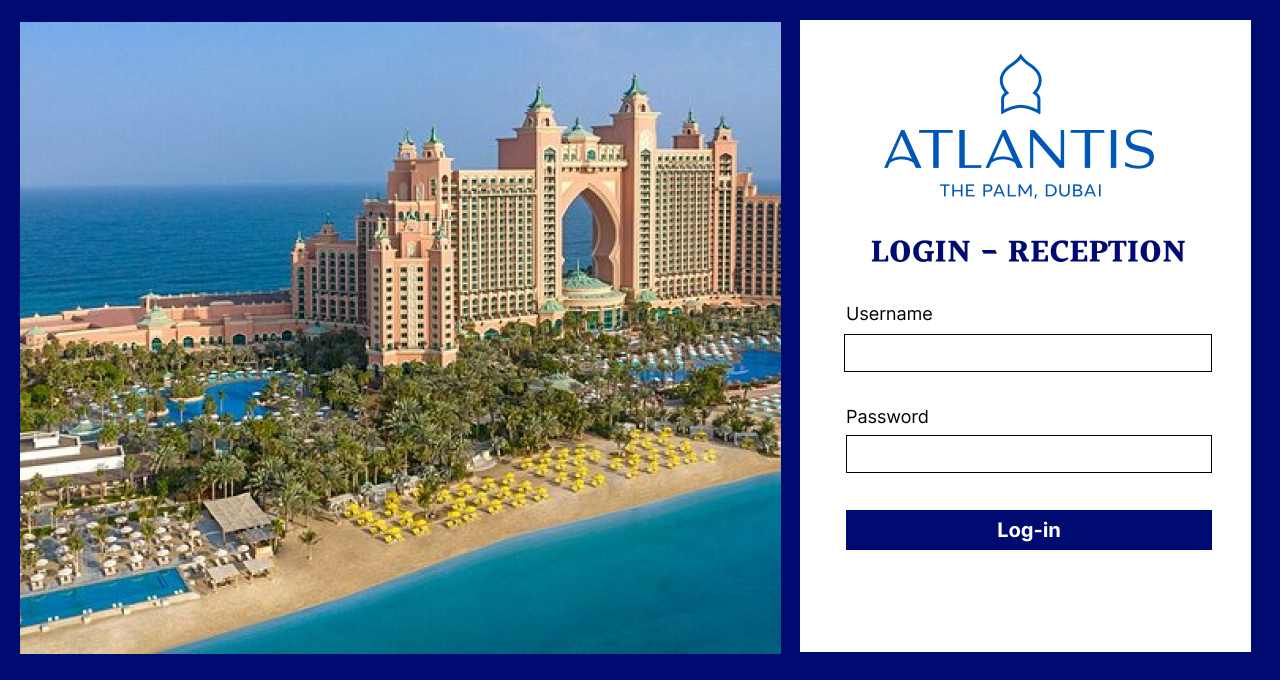 ATLANTIS
THE PALM, DUBAI
LOGIN – RECEPTION
Username
Password
Log-in